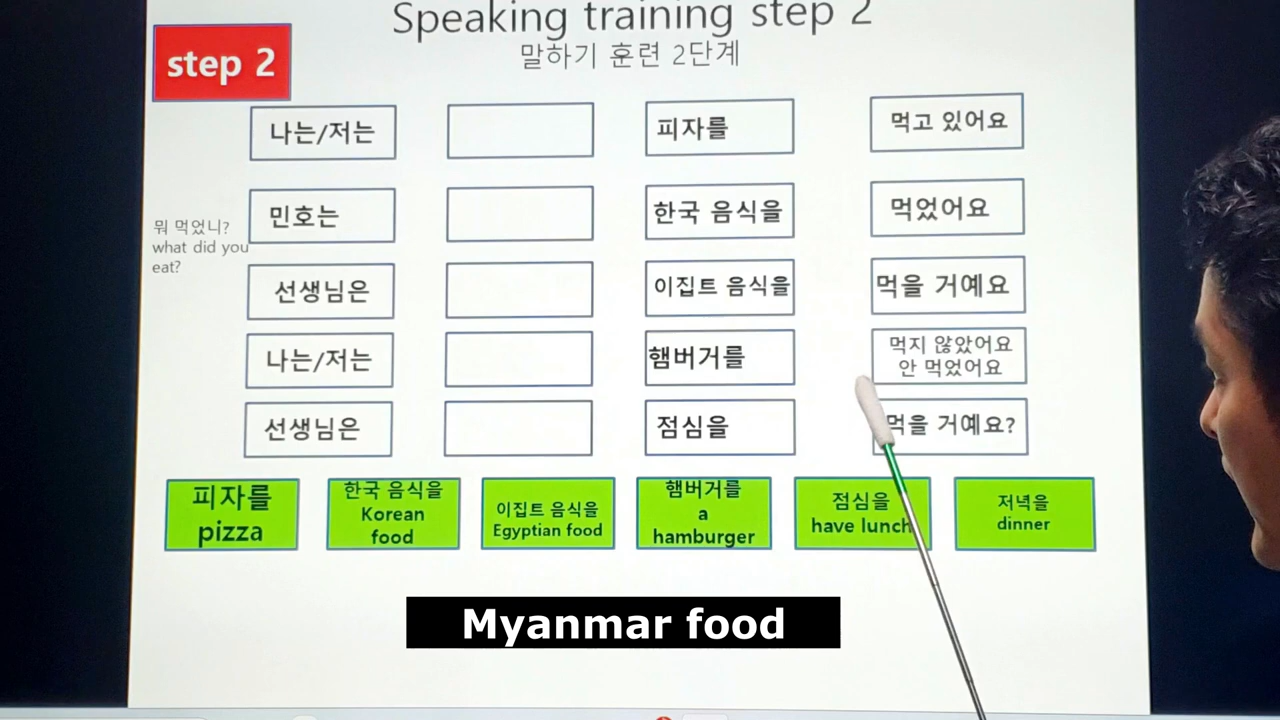 Speaking training step 2
말하기 훈련 2단계
step 2
나는/저는 피자를 먹고 있어요
민호는 한국 음식을 먹었어요
뭐 먹었니?
what did you
eat?
선생님은 이집트 음식을 먹을 거예요
나는/저는 햄버거를 먹지 않았어요
안 먹었어요
선생님은 점심을 먹을 거예요?
피자를
pizza
한국 음식을
Korean
food
이집트 음식을
Egyptian food
햄버거를
a
hamburger
점심을
have lunch
저녁을
dinner
Myanmar food